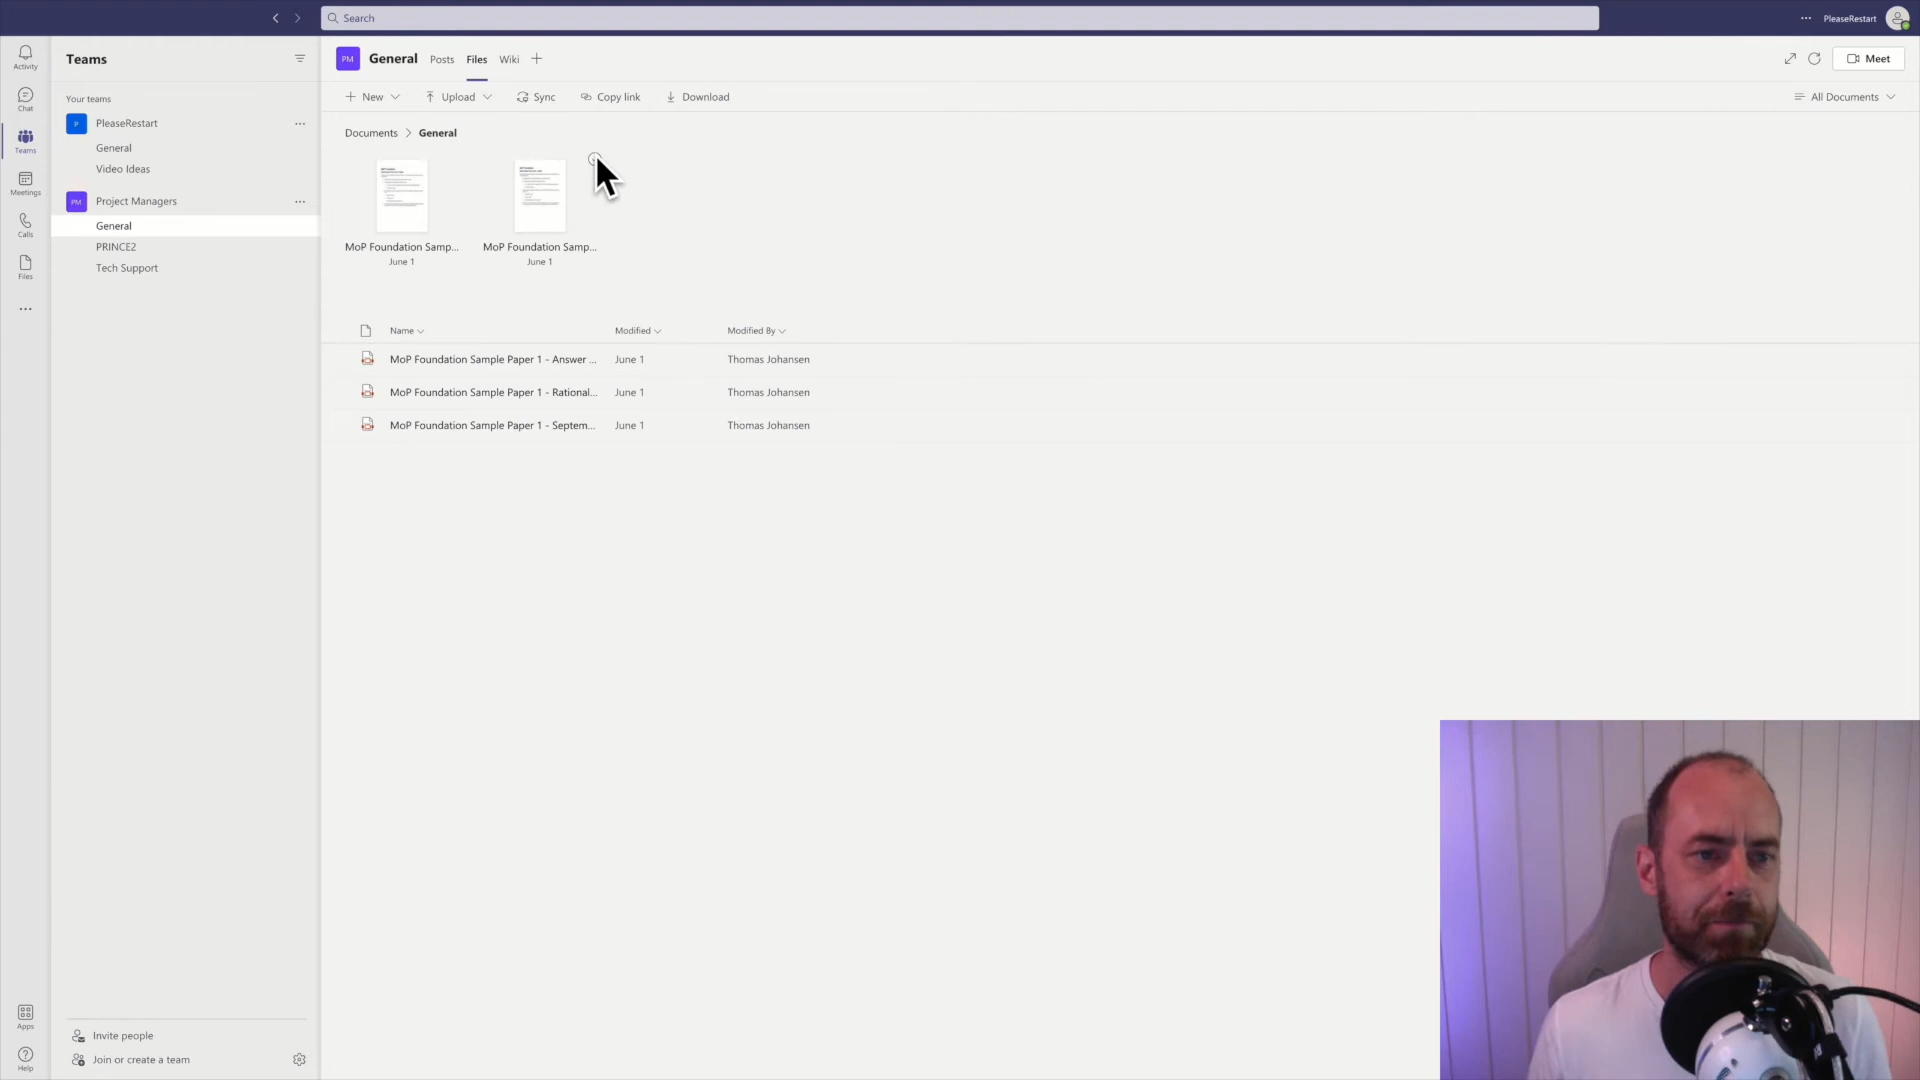 Search
PleaseRestart
Activity
Chat
Teams
Meetings
Calls
Files
Apps
Help
Teams
Your teams
P PleaseRestart
General
Video Ideas
PM Project Managers
General
PRINCE2
Tech Support
Invite people
Join or create a team
PM General Posts Files Wiki
Meet
New Upload Sync Copy link Download
All Documents
Documents > General
MoP Foundation Samp...
June 1
MoP Foundation Samp...
June 1
Name Modified Modified By
MoP Foundation Sample Paper 1 - Answer ... June 1 Thomas Johansen
MoP Foundation Sample Paper 1 - Rational... June 1 Thomas Johansen
MoP Foundation Sample Paper 1 - Septem... June 1 Thomas Johansen